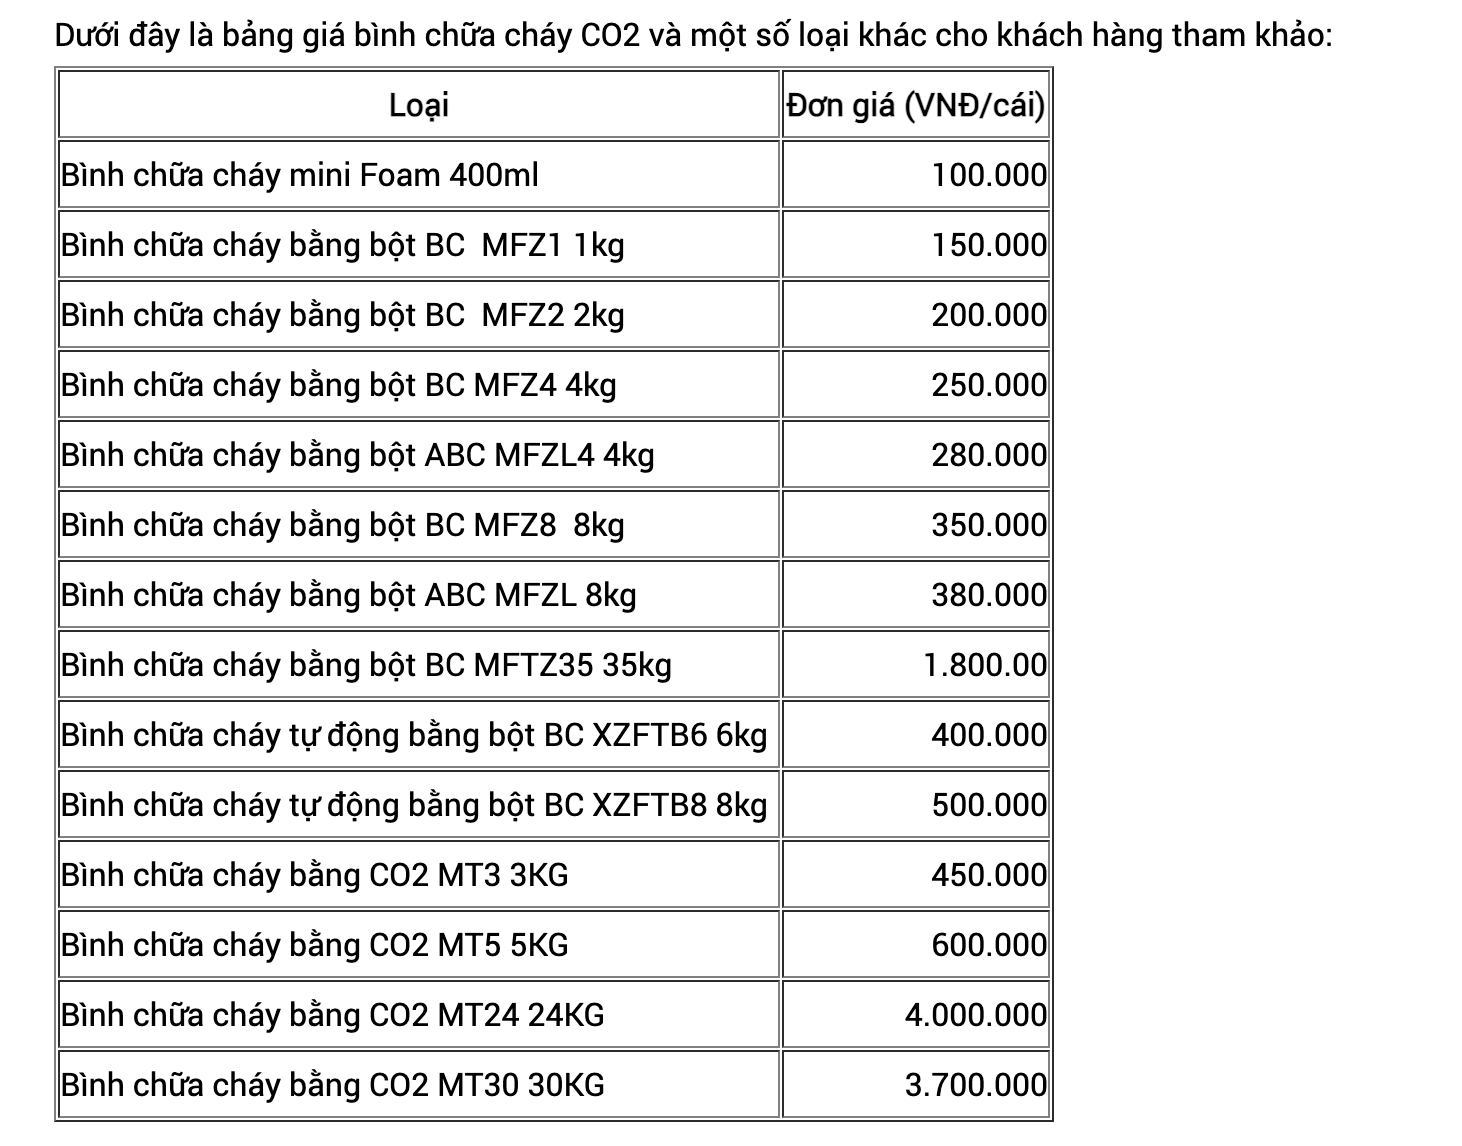 Dưới đây là bảng giá bình chữa cháy CO2 và một số loại khác cho khách hàng tham khảo:
Loại Đơn giá (VNĐ/cái)
Bình chữa cháy mini Foam 400ml 100.000
Bình chữa cháy bằng bột BC  MFZ1 1kg 150.000
Bình chữa cháy bằng bột BC  MFZ2 2kg 200.000
Bình chữa cháy bằng bột BC MFZ4 4kg 250.000
Bình chữa cháy bằng bột ABC MFZL4 4kg 280.000
Bình chữa cháy bằng bột BC MFZ8  8kg 350.000
Bình chữa cháy bằng bột ABC MFZL 8kg 380.000
Bình chữa cháy bằng bột BC MFTZ35 35kg 1.800.00
Bình chữa cháy tự động bằng bột BC XZFTB6 6kg 400.000
Bình chữa cháy tự động bằng bột BC XZFTB8 8kg 500.000
Bình chữa cháy bằng CO2 MT3 3KG 450.000
Bình chữa cháy bằng CO2 MT5 5KG 600.000
Bình chữa cháy bằng CO2 MT24 24KG 4.000.000
Bình chữa cháy bằng CO2 MT30 30KG 3.700.000